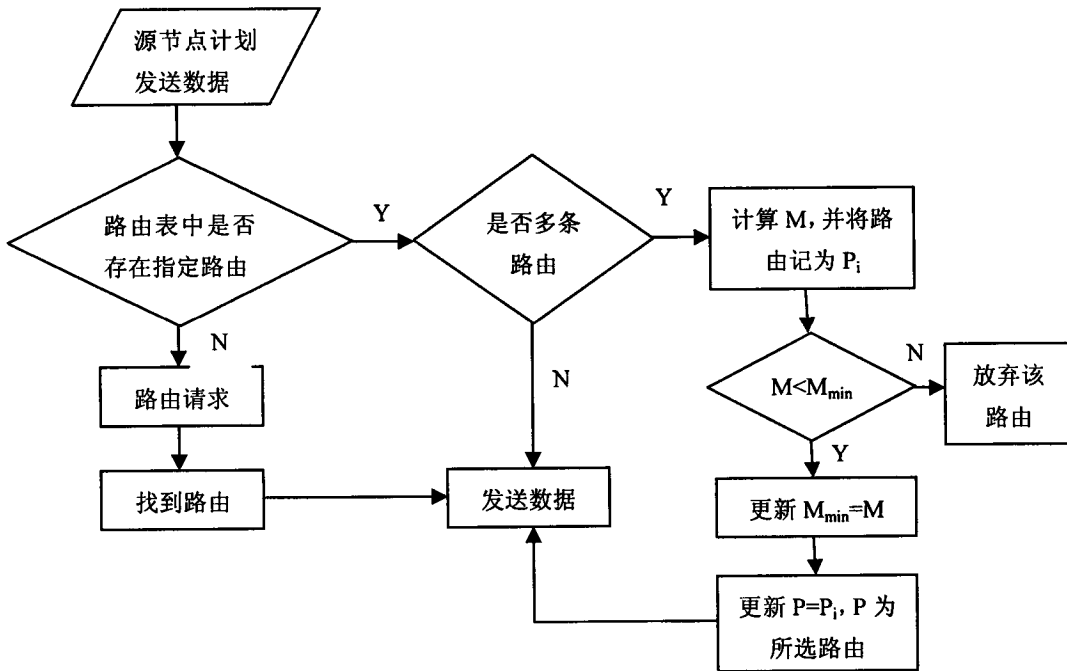 源节点计划
发送数据
路由表中是否
存在指定路由
Y
是否多条
路由
Y
计算 M, 并将路
由记为 Pi
N
路由请求
N
M<Mmin
N
放弃该
路由
Y
找到路由
发送数据
更新 Mmin=M
更新 P=Pi, P 为
所选路由